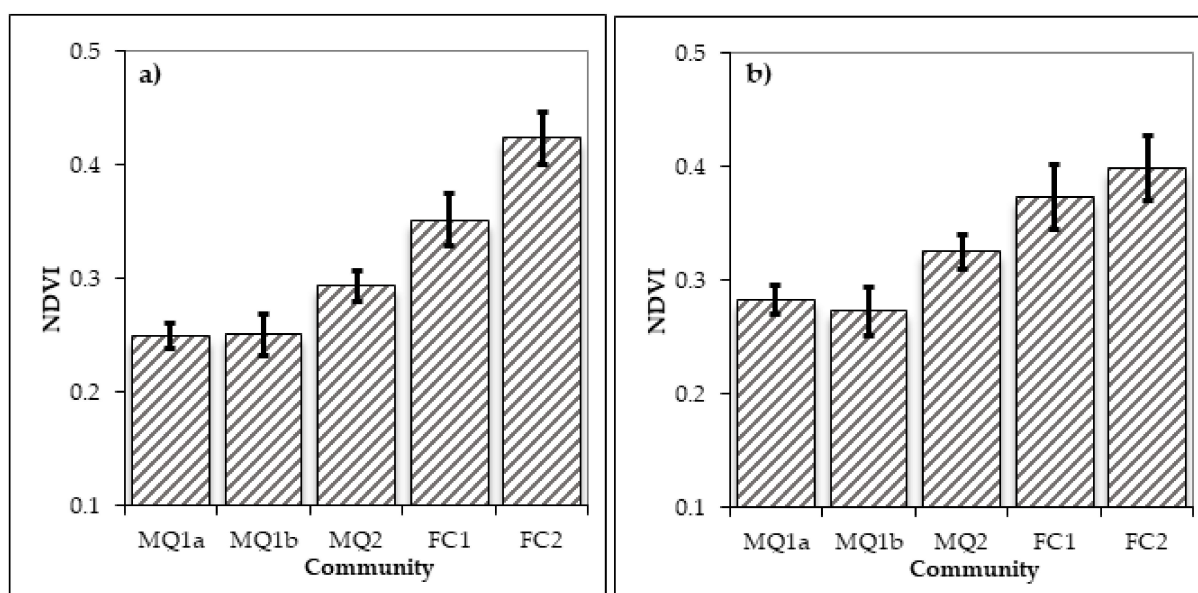 a)
NDVI
0.5
0.4
0.3
0.2
0.1
MQ1a MQ1b MQ2 FC1 FC2
Community
b)
NDVI
0.5
0.4
0.3
0.2
0.1
MQ1a MQ1b MQ2 FC1 FC2
Community